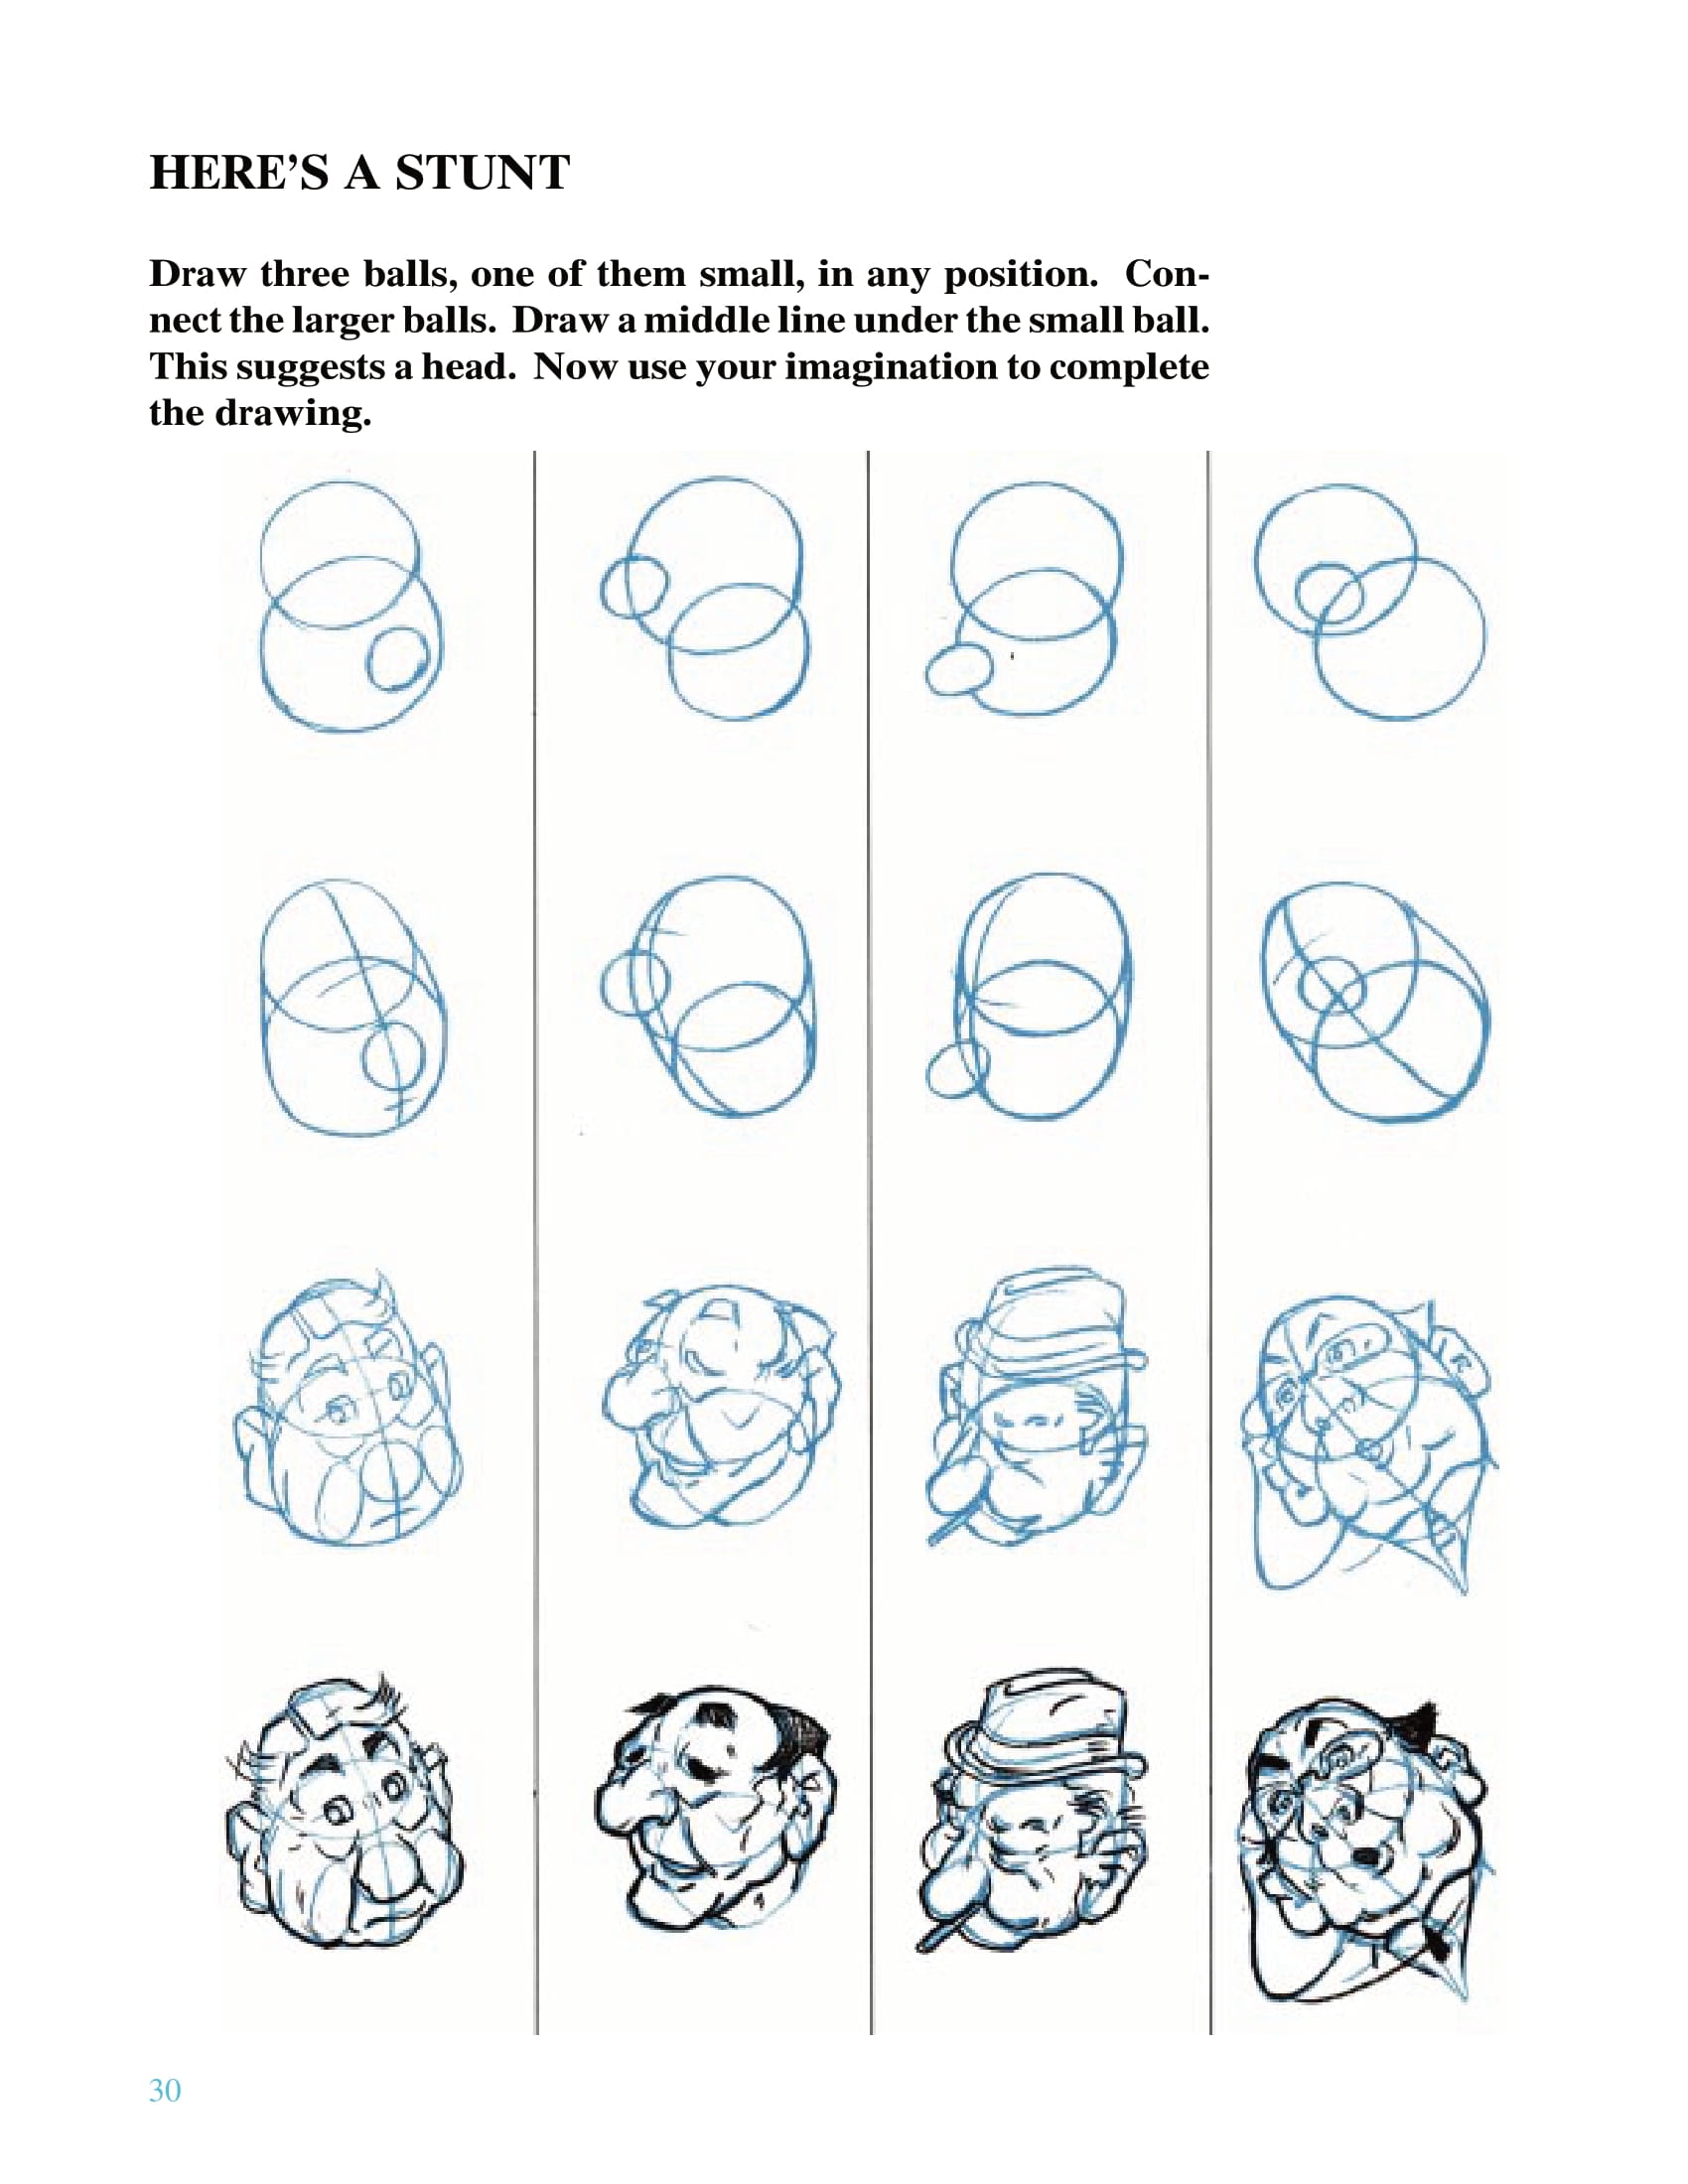 HERE’S A STUNT
Draw three balls, one of them small, in any position. Con-
nect the larger balls. Draw a middle line under the small ball.
This suggests a head. Now use your imagination to complete
the drawing.
30